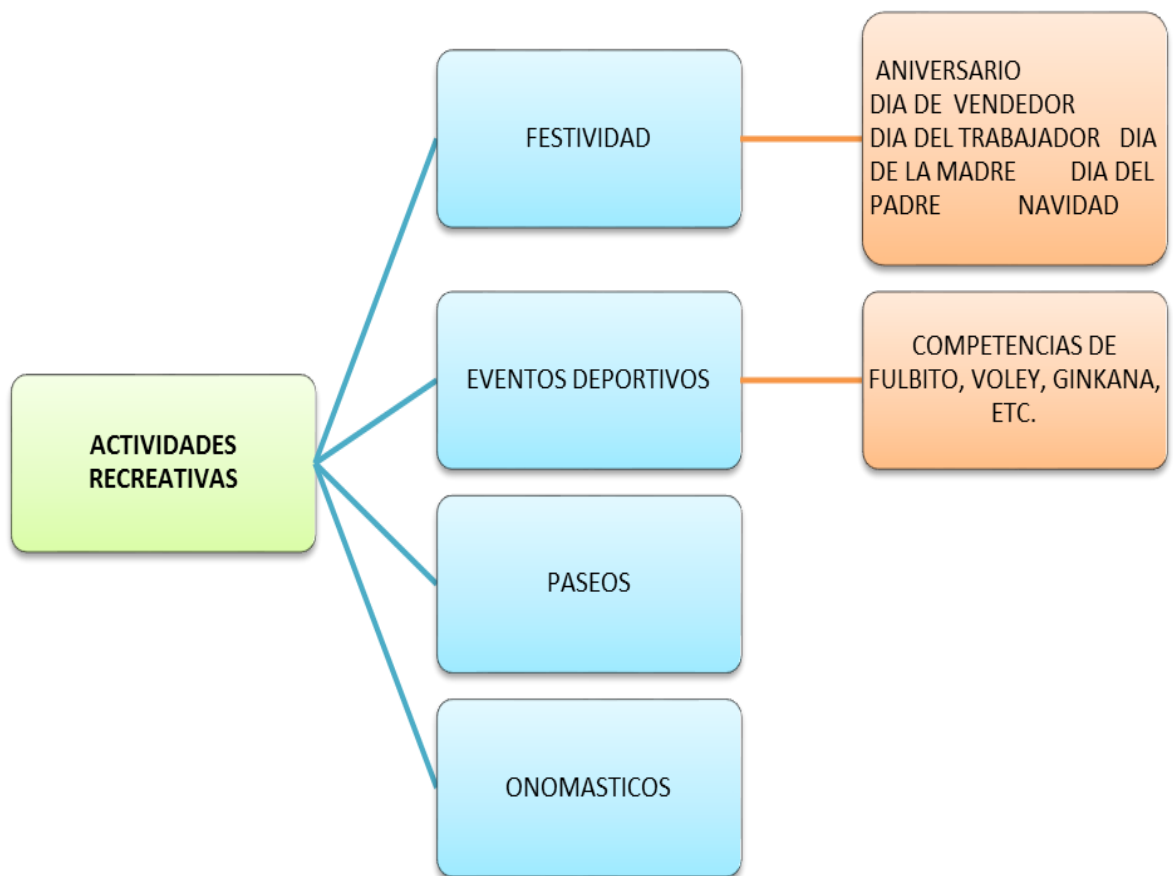 ACTIVIDADES
RECREATIVAS
FESTIVIDAD
ANIVERSARIO
DIA DE VENDEDOR
DIA DEL TRABAJADOR DIA
DE LA MADRE DIA DEL
PADRE NAVIDAD
EVENTOS DEPORTIVOS
COMPETENCIAS DE
FULBITO, VOLEY, GINKANA,
ETC.
PASEOS
ONOMASTICOS